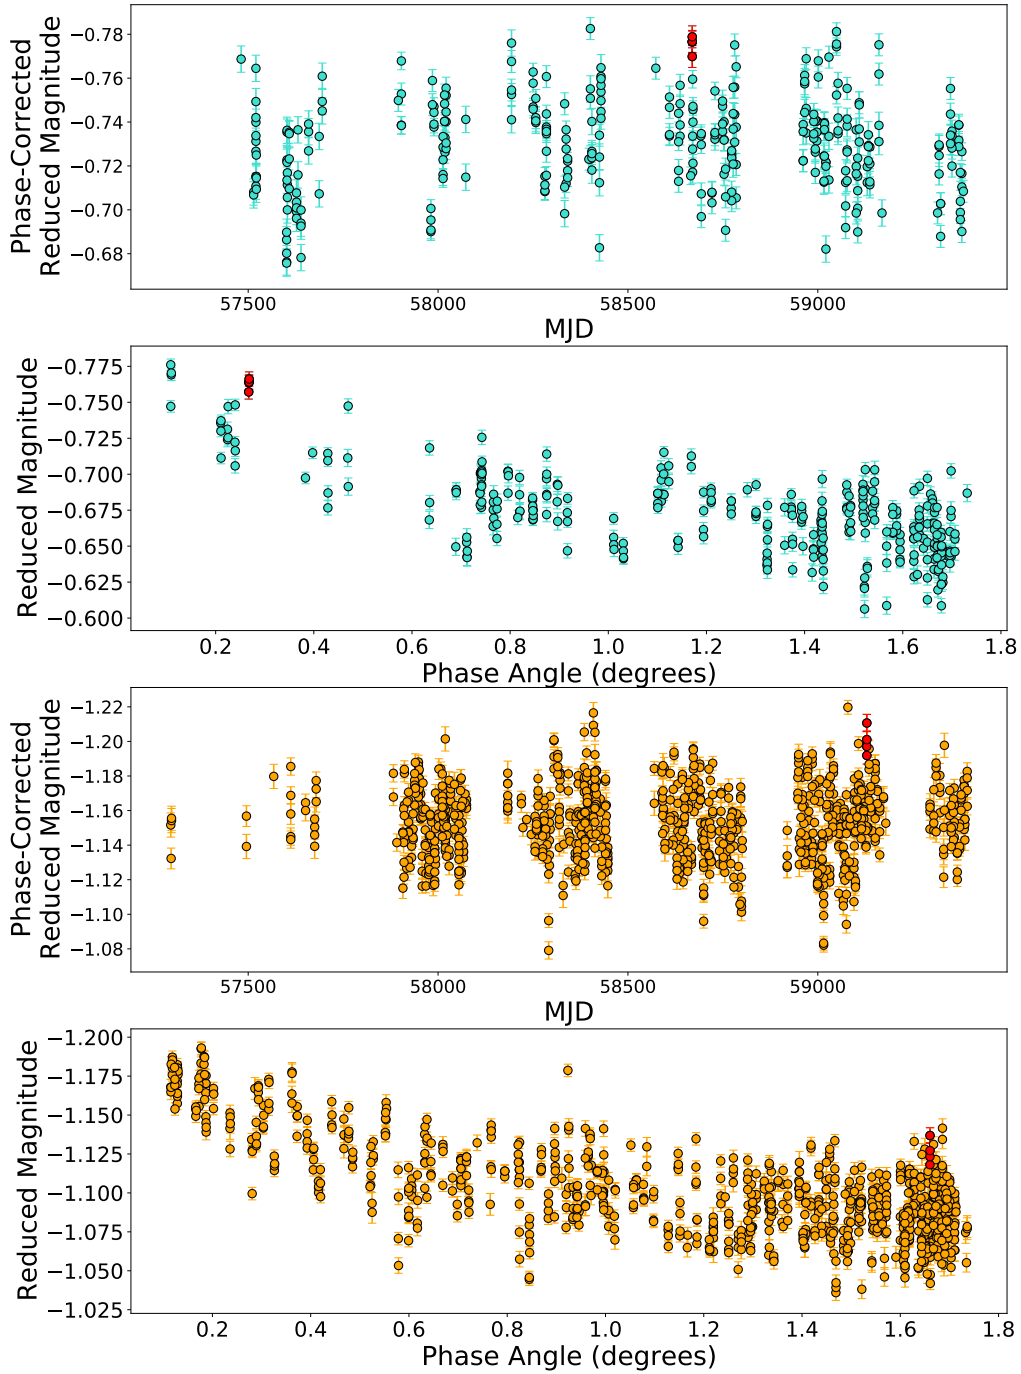 Phase-Corrected
Reduced Magnitude
−0.78
−0.76
−0.74
−0.72
−0.70
−0.68
57500 58000 58500 59000
MJD
Reduced Magnitude
−0.775
−0.750
−0.725
−0.700
−0.675
−0.650
−0.625
−0.600
0.2 0.4 0.6 0.8 1.0 1.2 1.4 1.6 1.8
Phase Angle (degrees)
Phase-Corrected
Reduced Magnitude
−1.22
−1.20
−1.18
−1.16
−1.14
−1.12
−1.10
−1.08
57500 58000 58500 59000
MJD
Reduced Magnitude
−1.200
−1.175
−1.150
−1.125
−1.100
−1.075
−1.050
−1.025
0.2 0.4 0.6 0.8 1.0 1.2 1.4 1.6 1.8
Phase Angle (degrees)